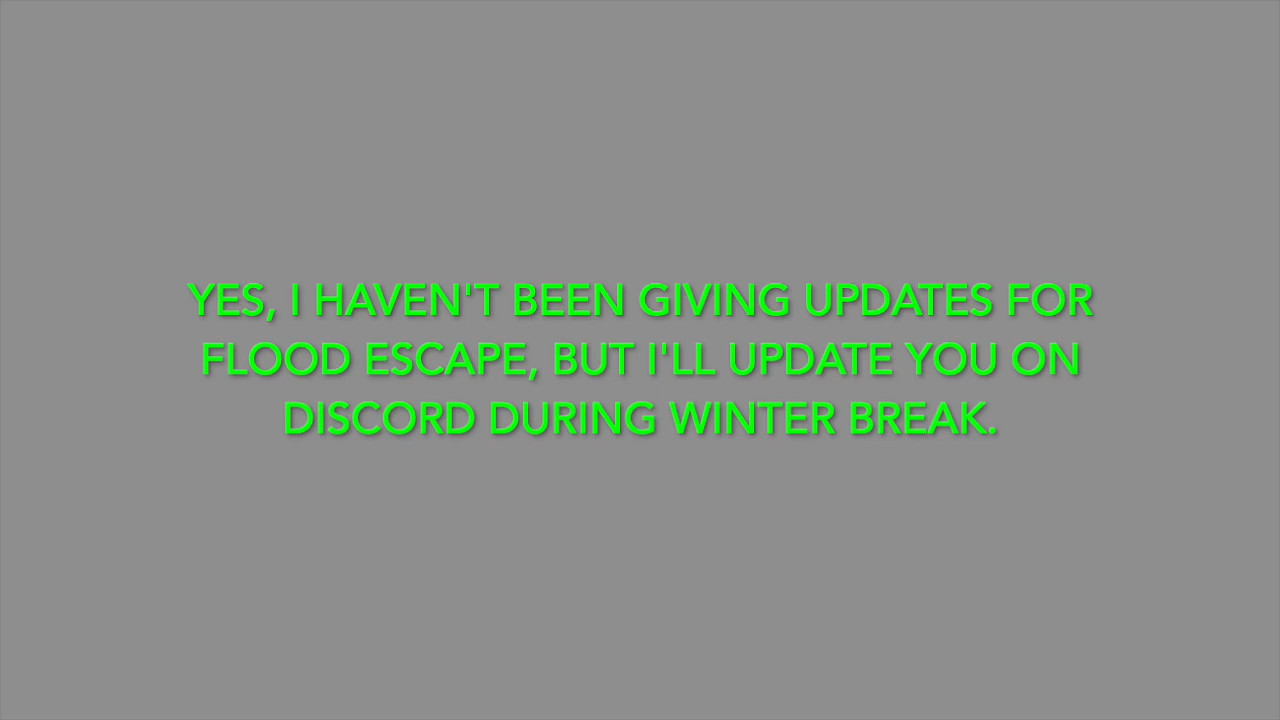 YES, I HAVEN'T BEEN GIVING UPDATES FOR
FLOOD ESCAPE, BUT I'LL UPDATE YOU ON
DISCORD DURING WINTER BREAK.